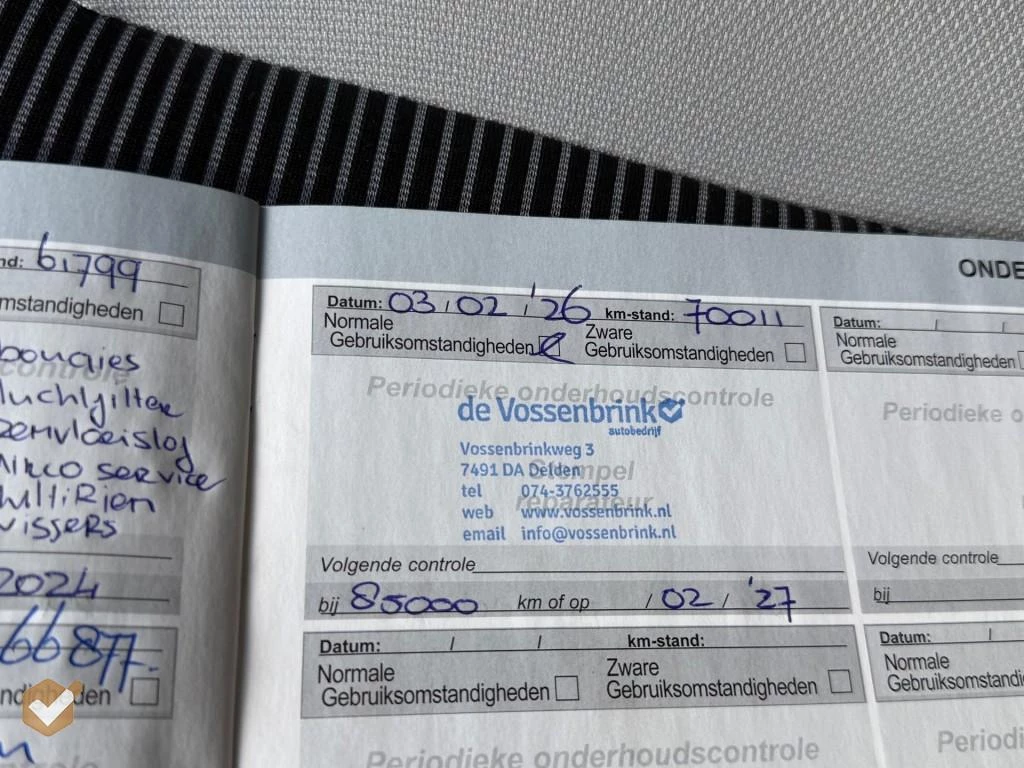 nd: 61799
mstandigheden
bougies
luchtfilter
remvloeistof
Airco service
multiRiem
wissers
2024
66877.
ndigheden
ONDE
Datum: 03 / 02 / '26 km-stand: 70011
Normale Gebruiksomstandigheden
Zware Gebruiksomstandigheden
Periodieke onderhoudscontrole
de Vossenbrink
autobedrijf
Vossenbrinkweg 3
7491 DA Delden
Stempel
tel 074-3762555
reparateur
web www.vossenbrink.nl
email info@vossenbrink.nl
Volgende controle
bij 85000 km of op / 02 / '27
Datum: / / km-stand:
Normale Gebruiksomstandigheden
Zware Gebruiksomstandigheden
Periodieke onderhoudscontrole
Datum: / /
Normale
Gebruiksomstandigheden
Periodieke o
Volgende controle
bij
Datum: /
Normale
Gebruiksomstandi
Periodi